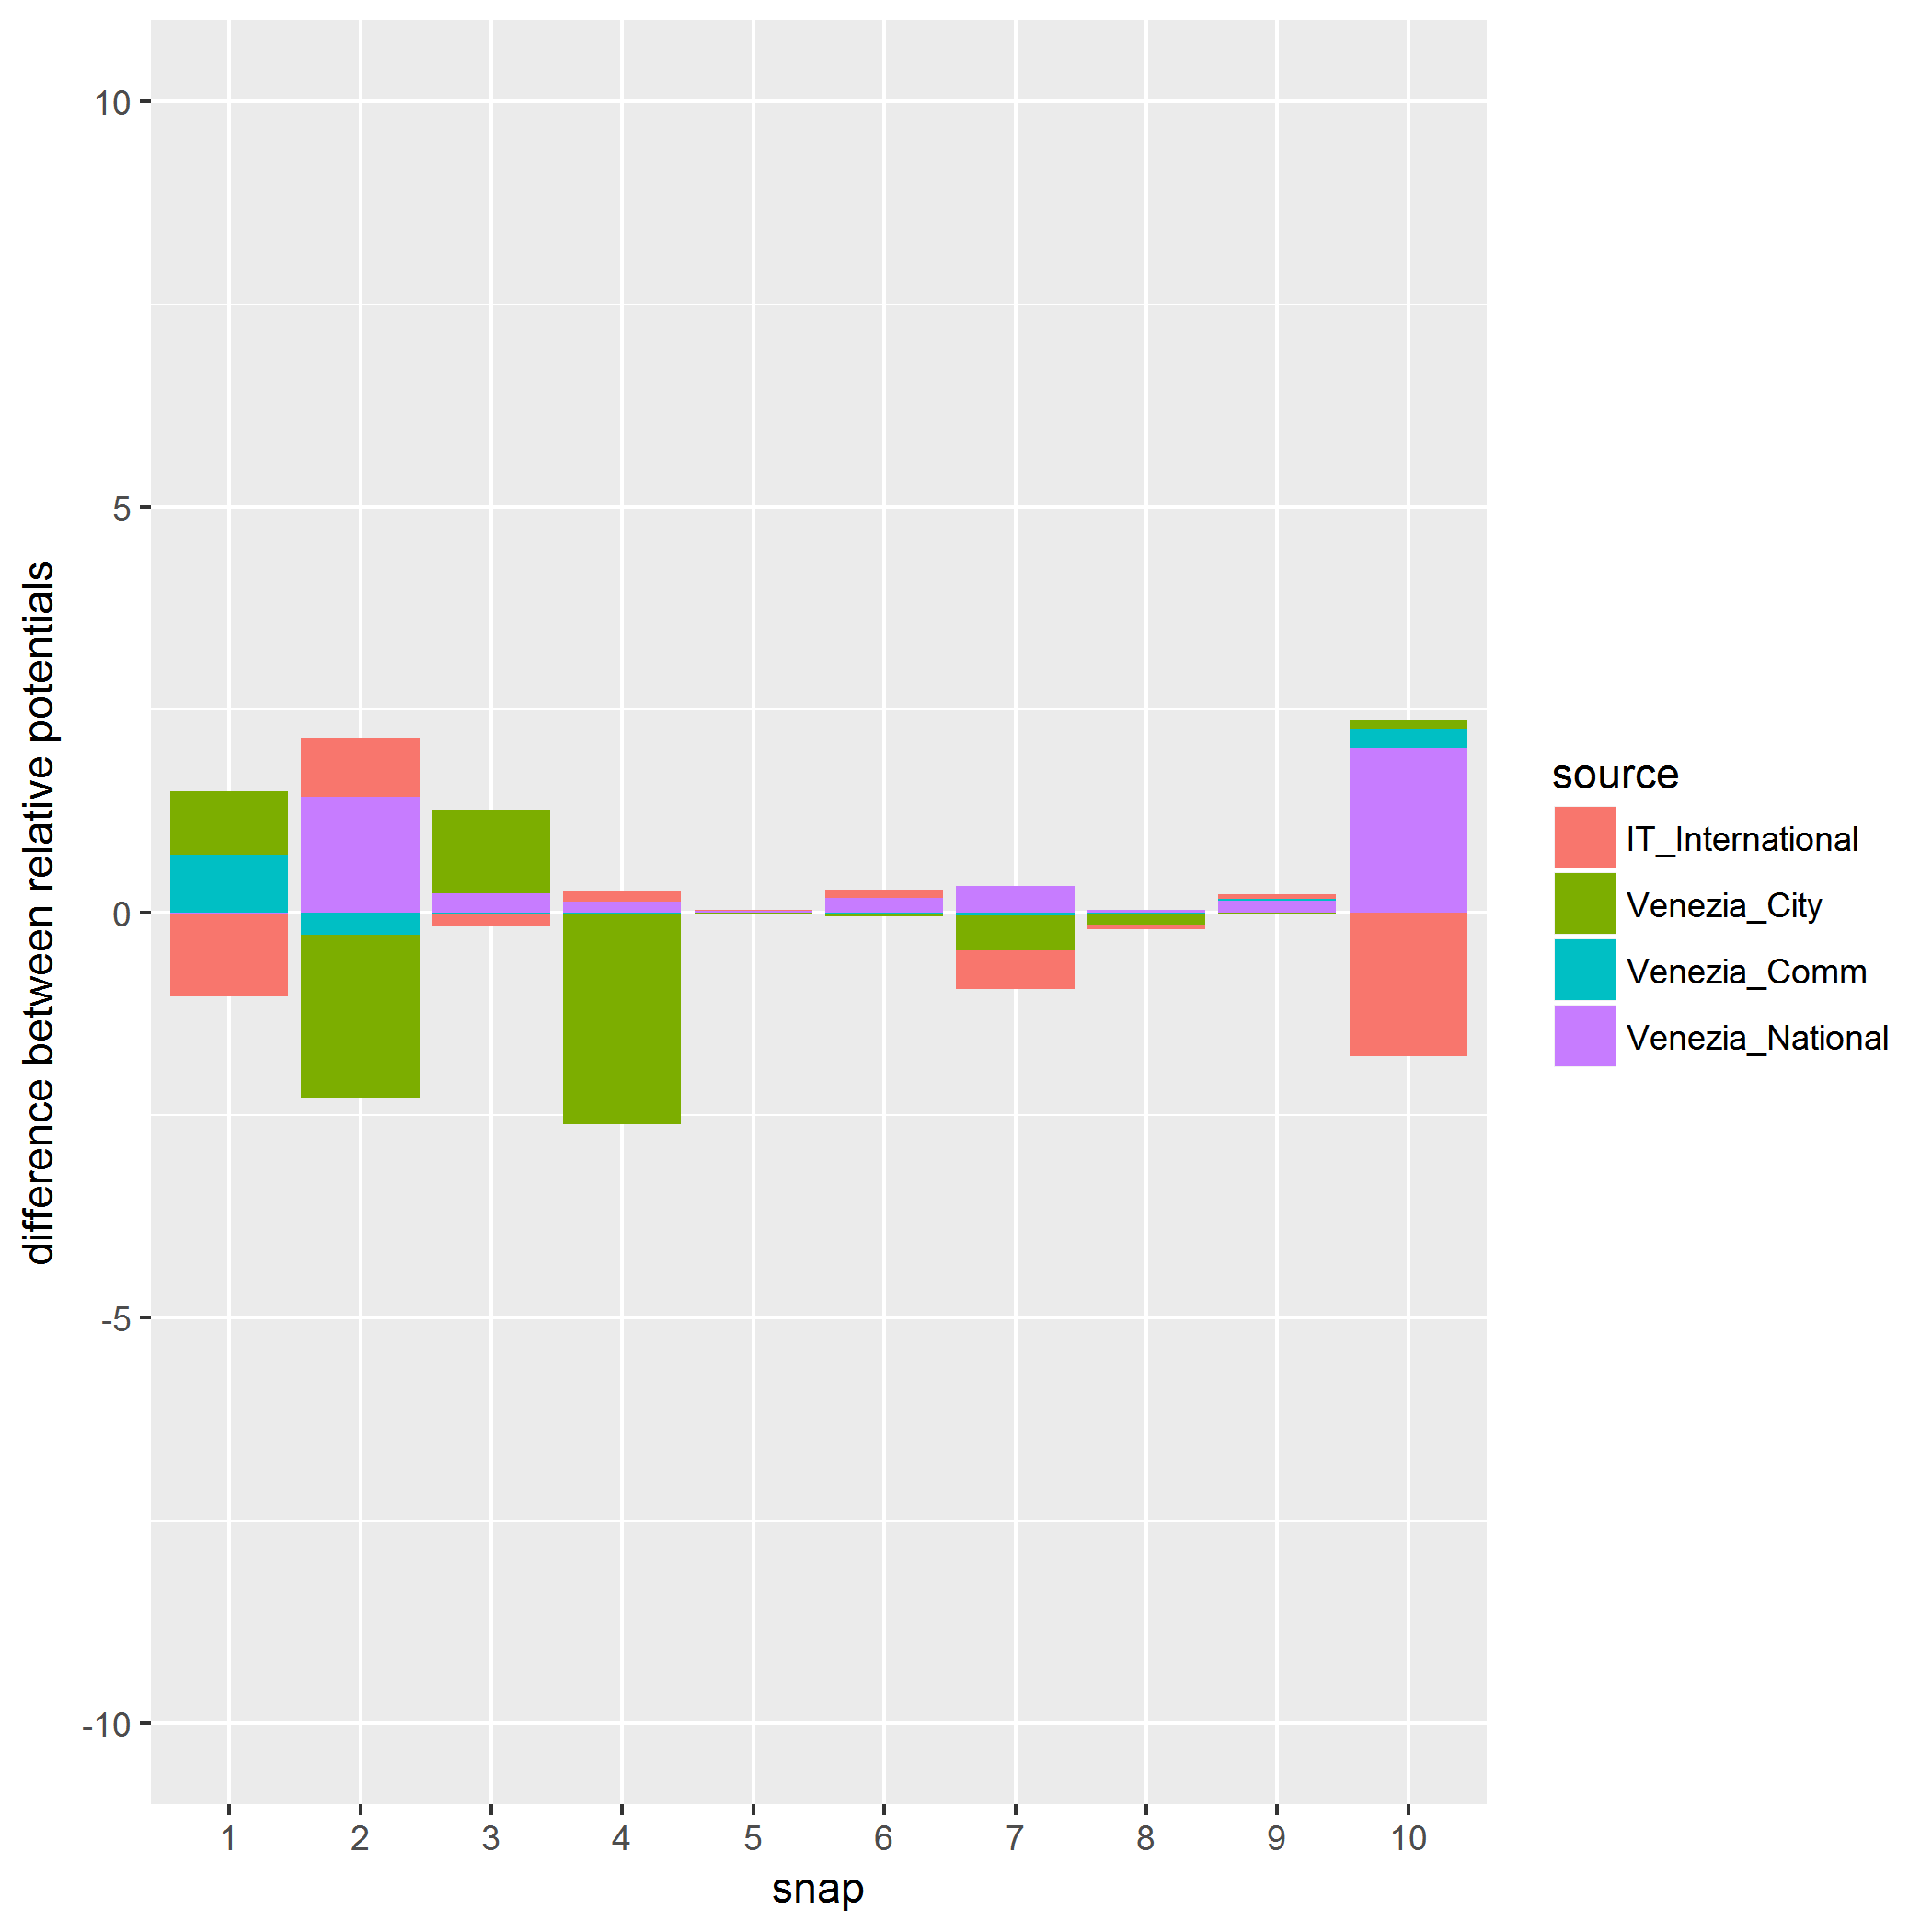 difference between relative potentials
10
5
0
-5
-10
1 2 3 4 5 6 7 8 9 10
snap
source
IT_International
Venezia_City
Venezia_Comm
Venezia_National